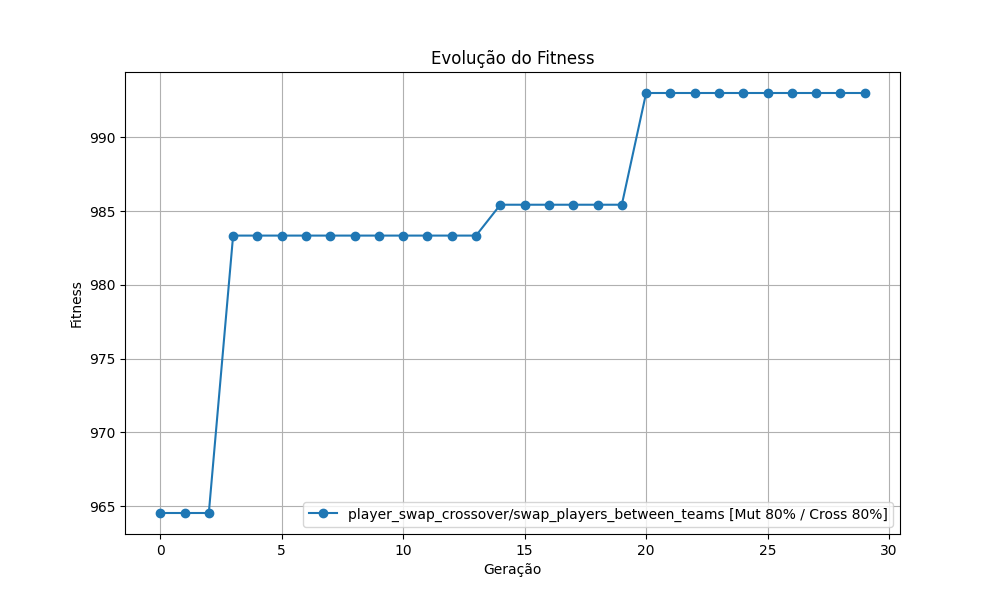 Evolução do Fitness
Fitness
990
985
980
975
970
965
player_swap_crossover/swap_players_between_teams [Mut 80% / Cross 80%]
0 5 10 15 20 25 30
Geração